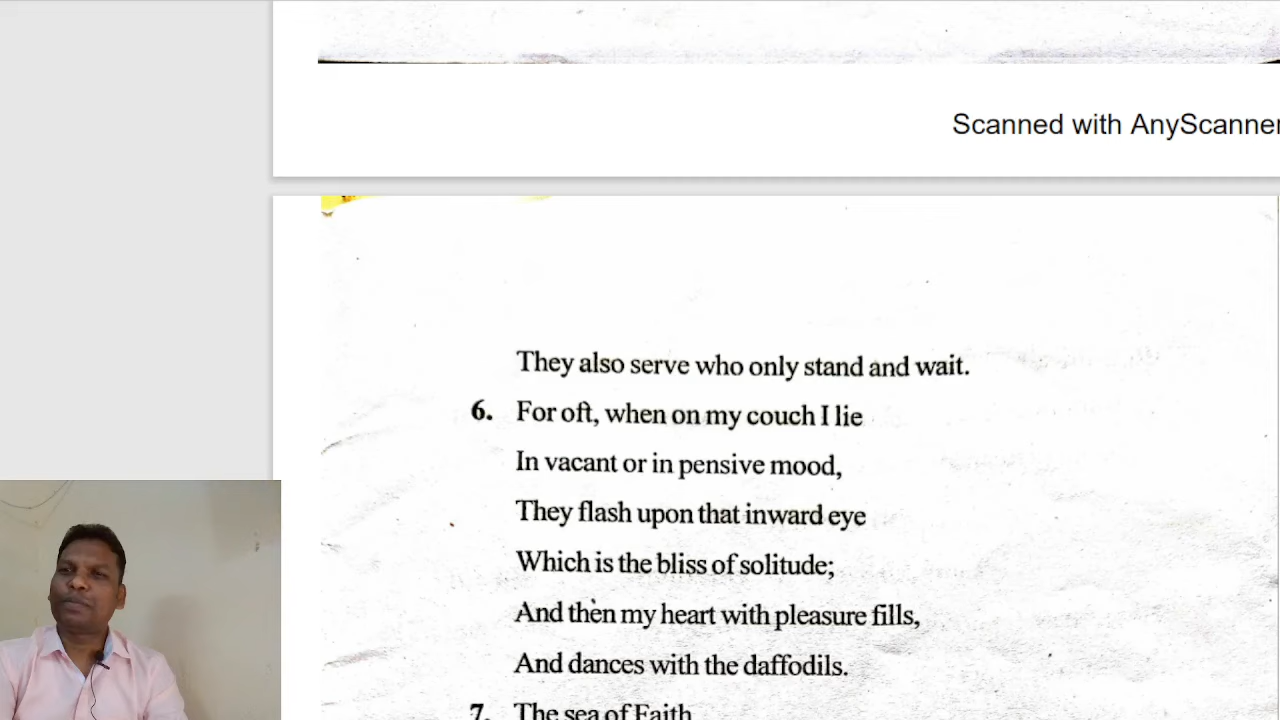 Scanned with AnyScanner
They also serve who only stand and wait.
6. For oft, when on my couch I lie
In vacant or in pensive mood,
They flash upon that inward eye
Which is the bliss of solitude;
And then my heart with pleasure fills,
And dances with the daffodils.
7. The sea of Faith